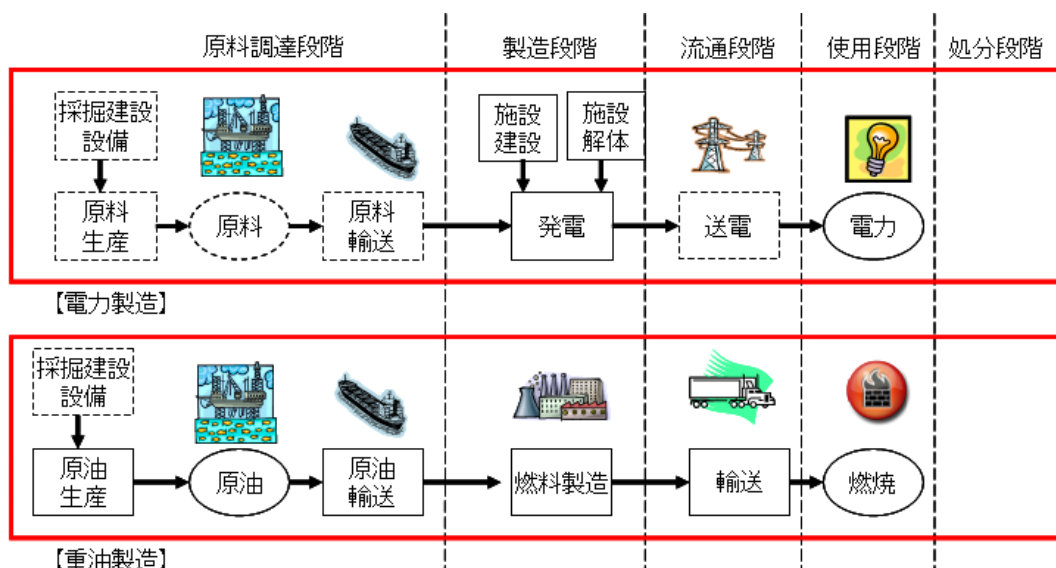 原料調達段階
製造段階
流通段階
使用段階
処分段階
採掘建設
設備
施設
建設
施設
解体
原料
生産
原料
原料
輸送
発電
送電
電力
【電力製造】
採掘建設
設備
原油
生産
原油
原油
輸送
燃料製造
輸送
燃焼
【重油製造】